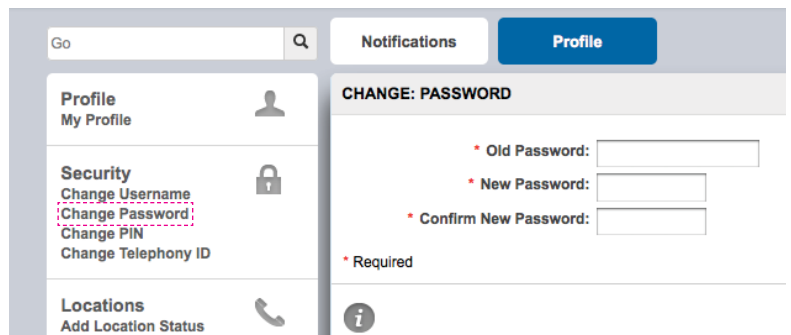 Go
Notifications
Profile
Profile
My Profile
Security
Change Username
Change Password
Change PIN
Change Telephony ID
Locations
Add Location Status
CHANGE: PASSWORD
* Old Password:
* New Password:
* Confirm New Password:
* Required
i